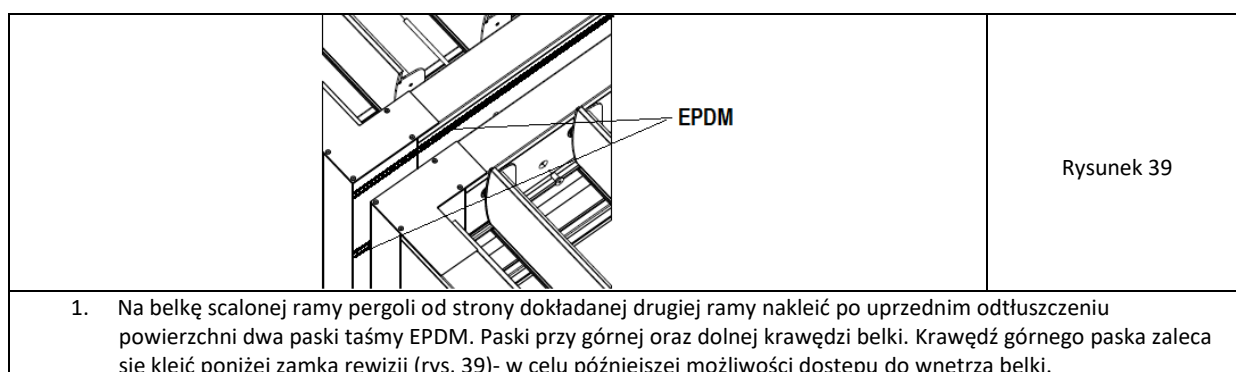 EPDM
Rysunek 39
1. Na belkę scalonej ramy pergoli od strony dokładanej drugiej ramy nakleić po uprzednim odtłuszczeniu
powierzchni dwa paski taśmy EPDM. Paski przy górnej oraz dolnej krawędzi belki. Krawędź górnego paska zaleca
się kleić poniżej zamka rewizji (rys. 39)- w celu późniejszej możliwości dostępu do wnętrza belki.